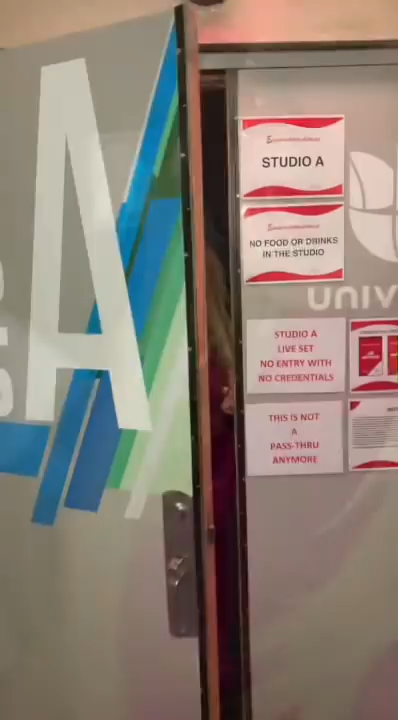 A
STUDIO A
NO FOOD OR DRINKS
IN THE STUDIO
UNIV
STUDIO A
LIVE SET
NO ENTRY WITH
NO CREDENTIALS
THIS IS NOT
A
PASS-THRU
ANYMORE